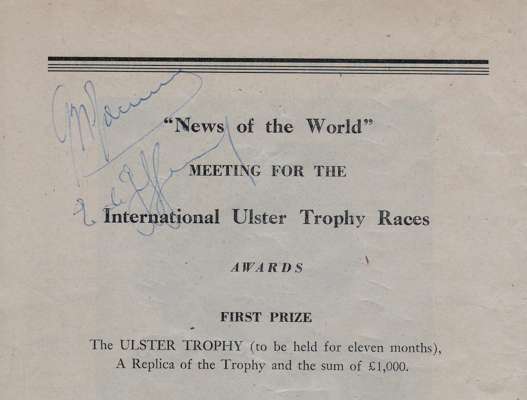 “News of the World”
MEETING FOR THE
International Ulster Trophy Races
AWARDS
FIRST PRIZE
The ULSTER TROPHY (to be held for eleven months),
A Replica of the Trophy and the sum of £1,000.